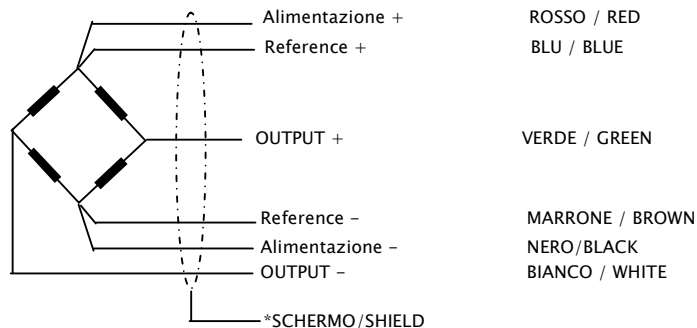 Alimentazione + ROSSO / RED
Reference + BLU / BLUE
OUTPUT + VERDE / GREEN
Reference - MARRONE / BROWN
Alimentazione - NERO/BLACK
OUTPUT - BIANCO / WHITE
*SCHERMO/SHIELD